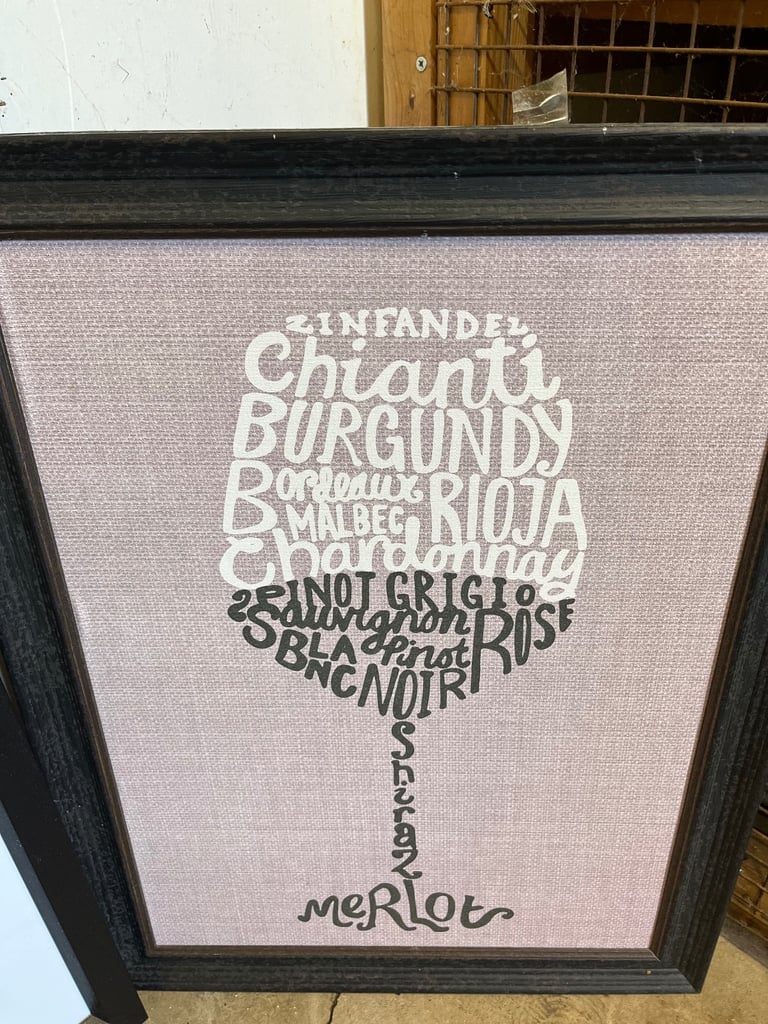 ZINFANDEL
Chianti
BURGUNDY
Bordeaux RIOJA
MALBEC
Chardonnay
PINOT GRIGIO
Sauvignon ROSE
BLANC Pinot
NOIR
Shiraz
MeRLot